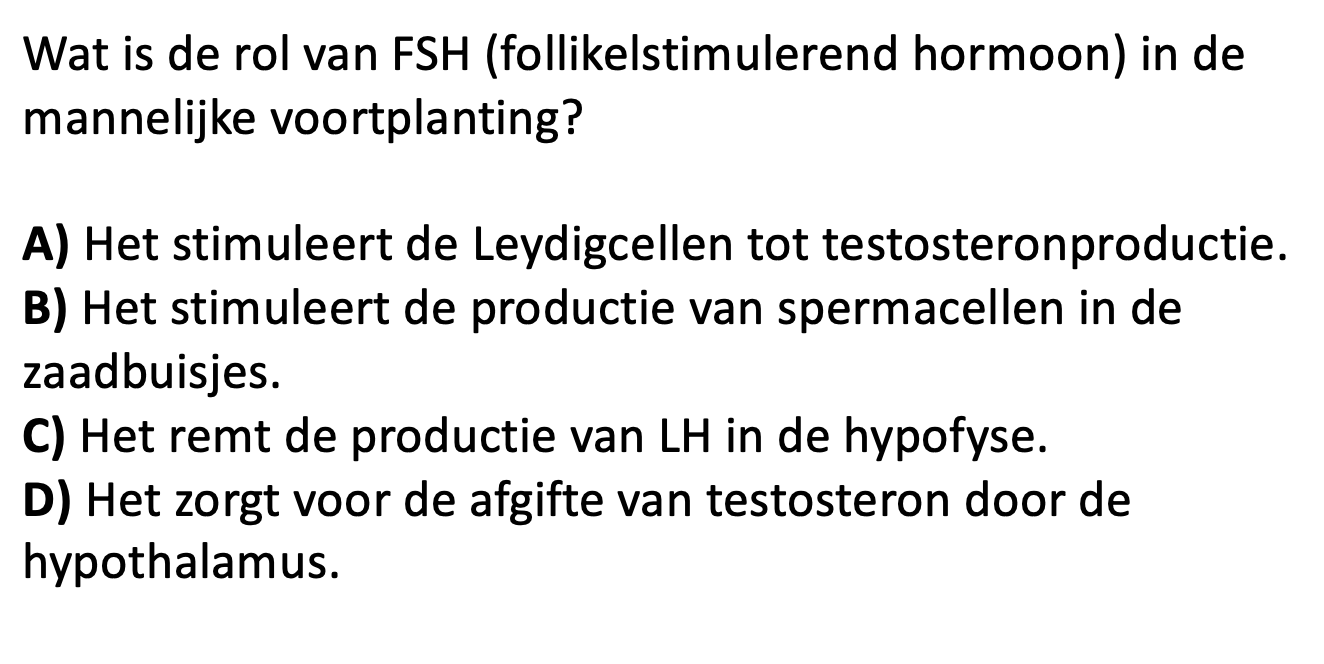 Wat is de rol van FSH (follikelstimulerend hormoon) in de
mannelijke voortplanting?
A) Het stimuleert de Leydigcellen tot testosteronproductie.
B) Het stimuleert de productie van spermacellen in de
zaadbuisjes.
C) Het remt de productie van LH in de hypofyse.
D) Het zorgt voor de afgifte van testosteron door de
hypothalamus.